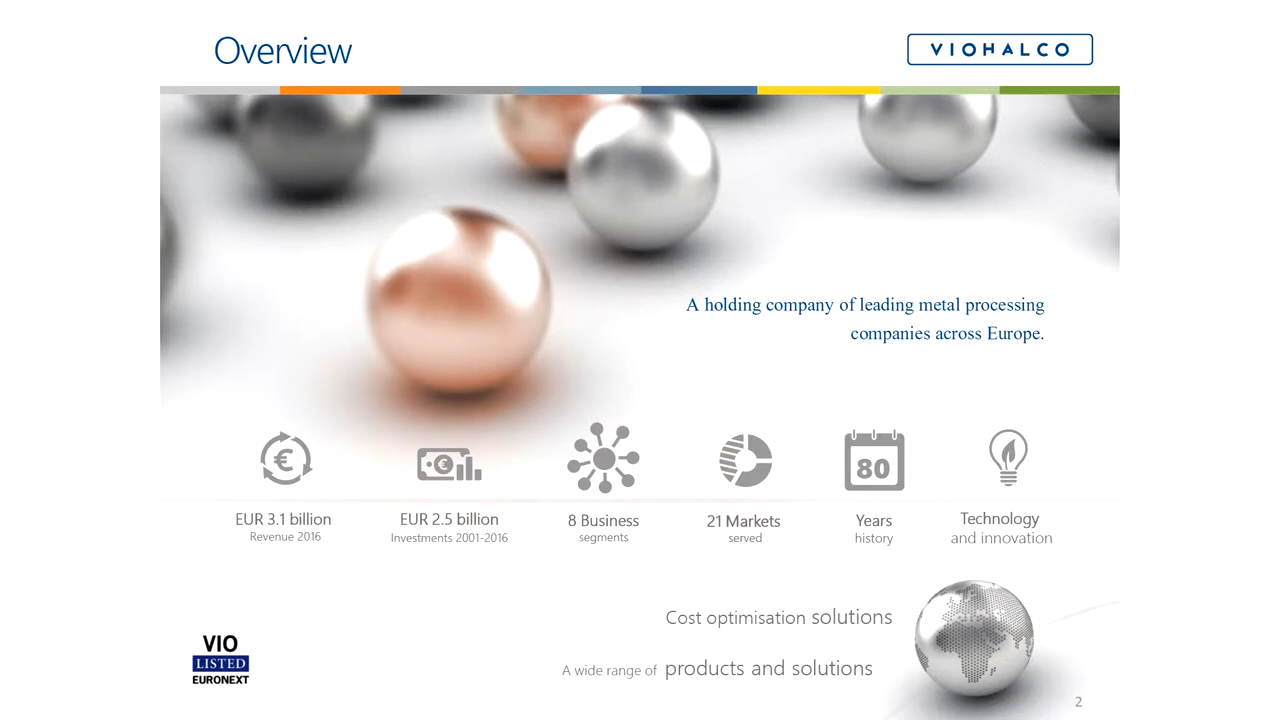 Overview
VIOHALCO
A holding company of leading metal processing
companies across Europe.
€
€
80
EUR 3.1 billion
Revenue 2016
EUR 2.5 billion
Investments 2001-2016
8 Business
segments
21 Markets
served
Years
history
Technology
and innovation
Cost optimisation solutions
A wide range of products and solutions
VIO
LISTED
EURONEXT
2